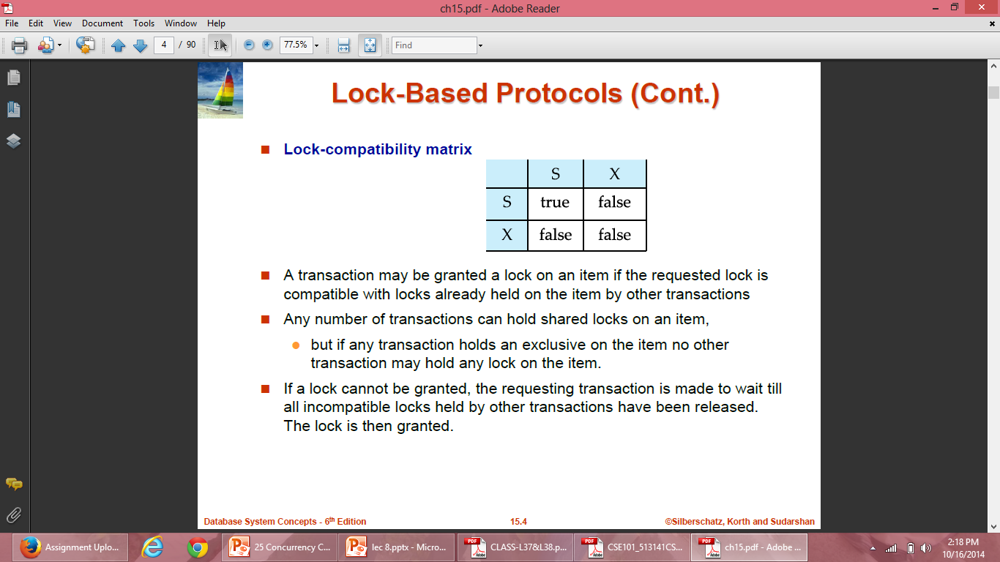 ch15.pdf - Adobe Reader
File Edit View Document Tools Window Help
4 / 90 77.5% Find
Lock-Based Protocols (Cont.)
Lock-compatibility matrix
S X
S true false
X false false
A transaction may be granted a lock on an item if the requested lock is
compatible with locks already held on the item by other transactions
Any number of transactions can hold shared locks on an item,
but if any transaction holds an exclusive on the item no other
transaction may hold any lock on the item.
If a lock cannot be granted, the requesting transaction is made to wait till
all incompatible locks held by other transactions have been released.
The lock is then granted.
Database System Concepts - 6th Edition 15.4 ©Silberschatz, Korth and Sudarshan
Assignment Uplo... 25 Concurrency C... lec 8.pptx - Micro... CLASS-L37&L38.p... CSE101_513141CS... ch15.pdf - Adobe ...
2:18 PM
10/16/2014